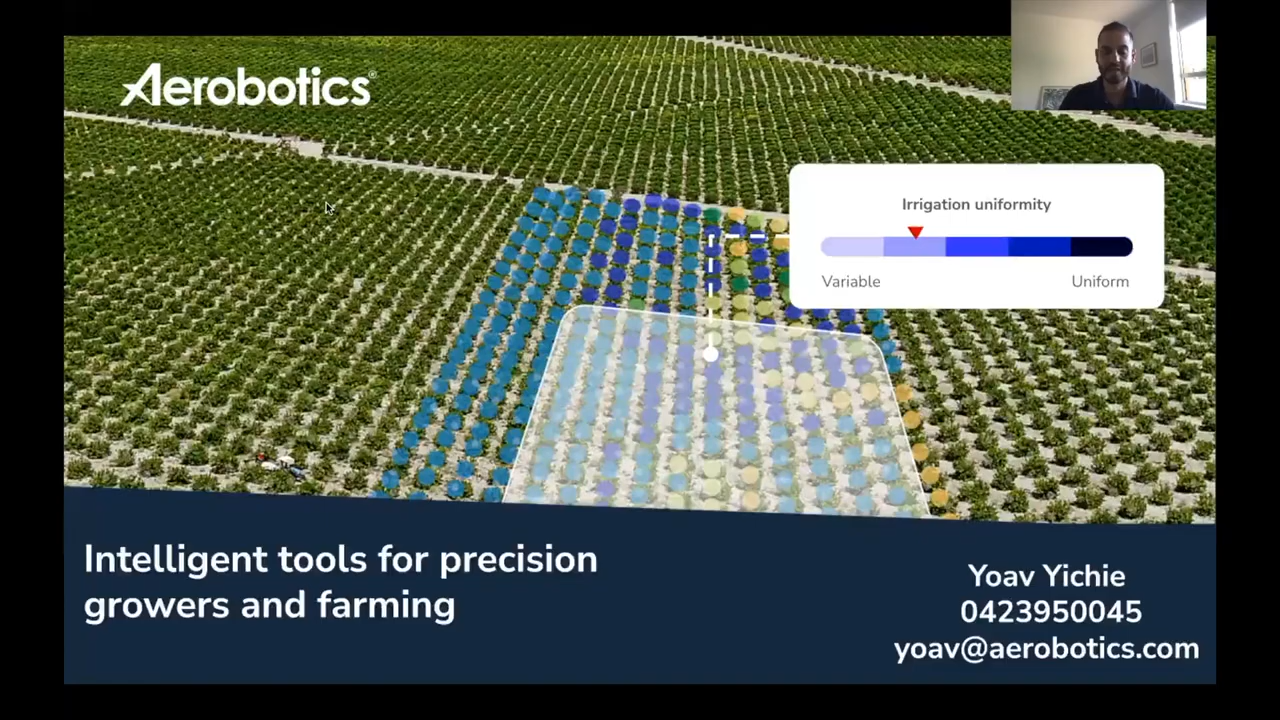 Aerobotics®
Irrigation uniformity
Variable
Uniform
Intelligent tools for precision
growers and farming
Yoav Yichie
0423950045
yoav@aerobotics.com